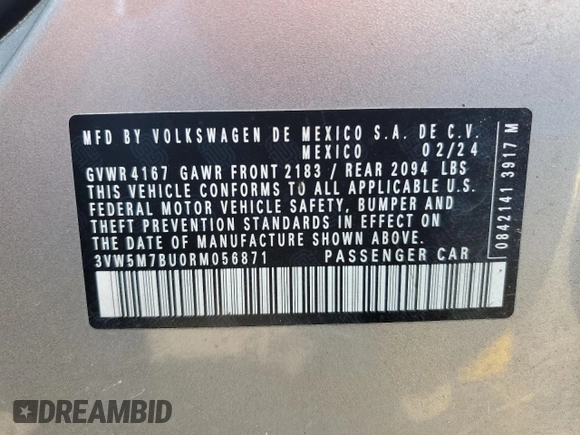 MFD BY VOLKSWAGEN DE MEXICO S.A. DE C.V.
MEXICO 02/24
GVWR 4167 GAWR FRONT 2183 / REAR 2094 LBS
THIS VEHICLE CONFORMS TO ALL APPLICABLE U.S.
FEDERAL MOTOR VEHICLE SAFETY, BUMPER AND
THEFT PREVENTION STANDARDS IN EFFECT ON
THE DATE OF MANUFACTURE SHOWN ABOVE.
3VW5M7BU0RM056871 PASSENGER CAR
0842141 3917 M
DREAMBID